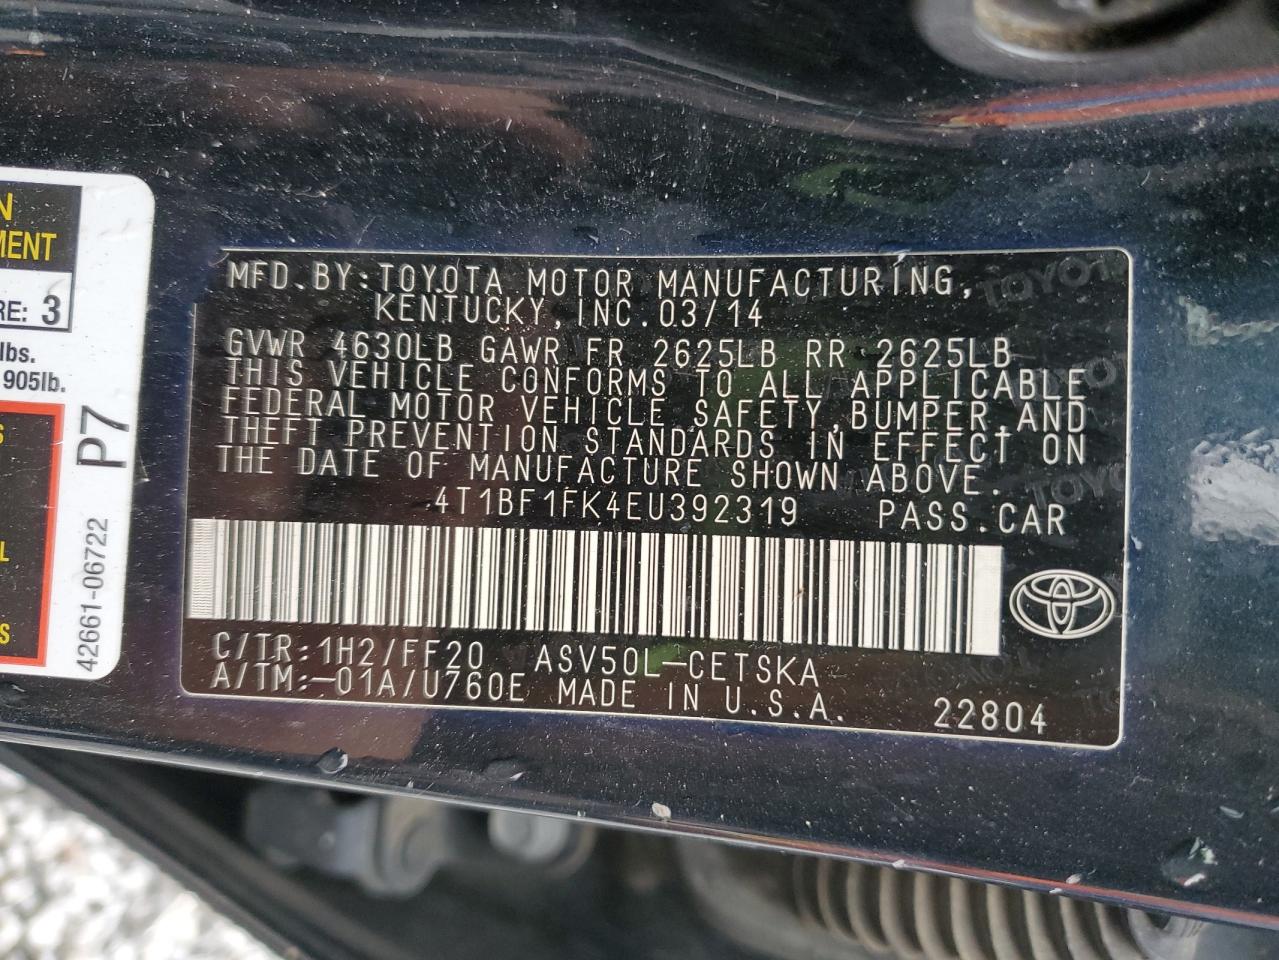 N
MENT
RE: 3
lbs.
905lb.
S
L
S
P7
42661-06722
MFD.BY:TOYOTA MOTOR MANUFACTURING,
KENTUCKY, INC. 03/14
GVWR 4630LB GAWR FR 2625LB RR 2625LB
THIS VEHICLE CONFORMS TO ALL APPLICABLE
FEDERAL MOTOR VEHICLE SAFETY, BUMPER, AND
THEFT PREVENTION STANDARDS IN EFFECT ON
THE DATE OF MANUFACTURE SHOWN ABOVE.
4T1BF1FK4EU392319 PASS.CAR
C/TR:1H2/FF20 ASV50L-CETSKA
A/TM:-01A/U760E MADE IN U.S.A. 22804